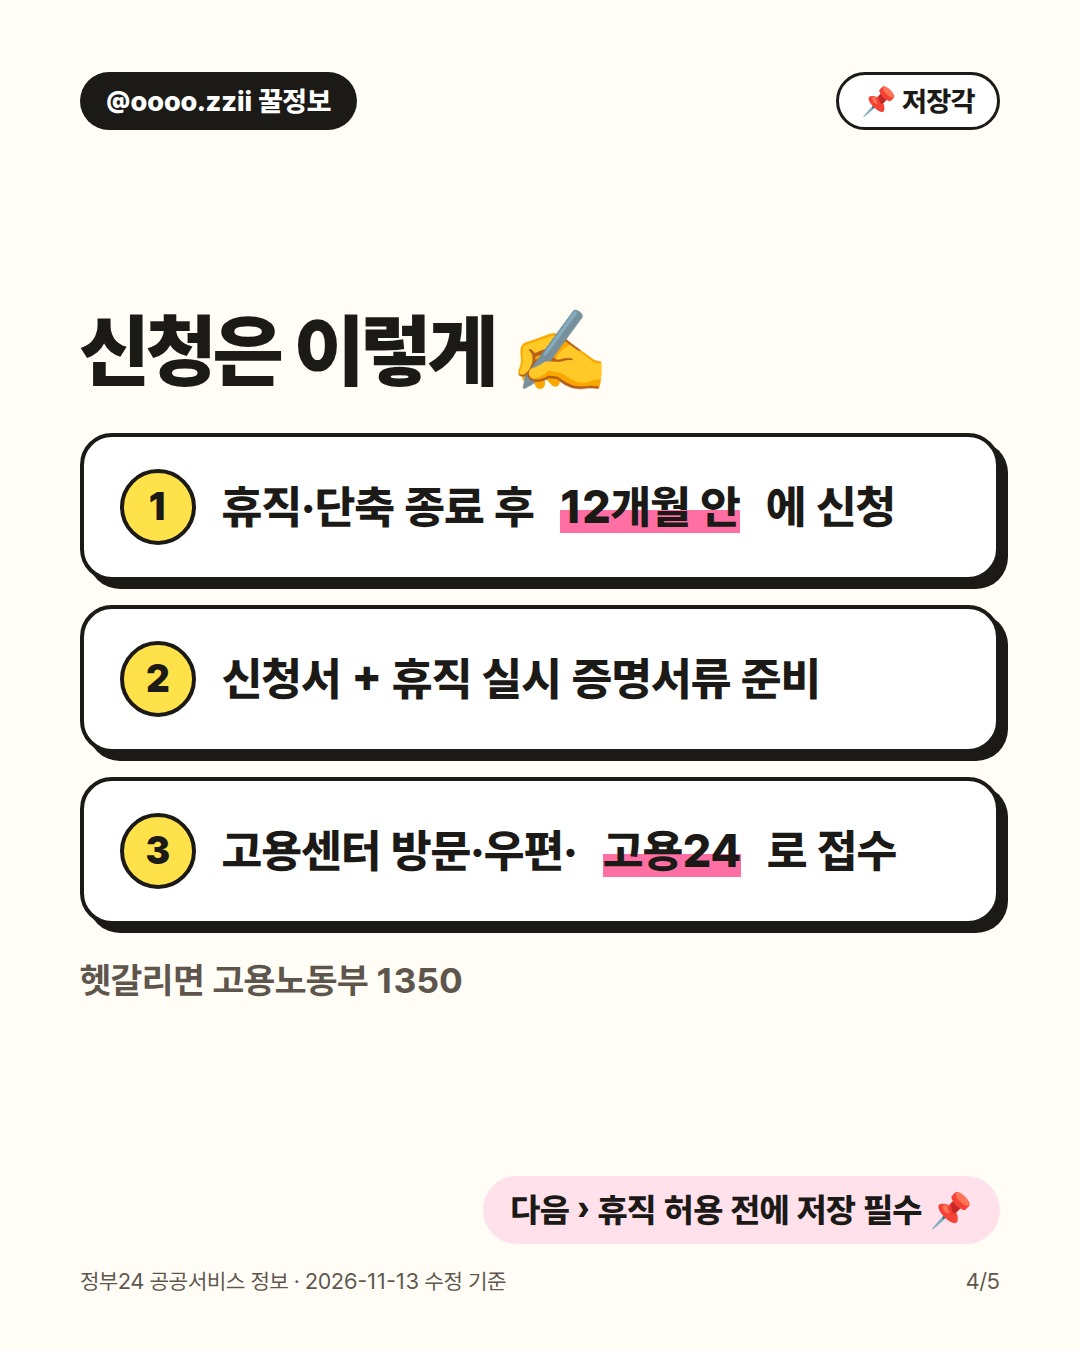 @oooo.zzii 꿀정보
📌 저장각
신청은 이렇게 ✍️
1 휴직·단축 종료 후 12개월 안 에 신청
2 신청서 + 휴직 실시 증명서류 준비
3 고용센터 방문·우편· 고용24 로 접수
헷갈리면 고용노동부 1350
다음 › 휴직 허용 전에 저장 필수 📌
정부24 공공서비스 정보 · 2026-11-13 수정 기준
4/5